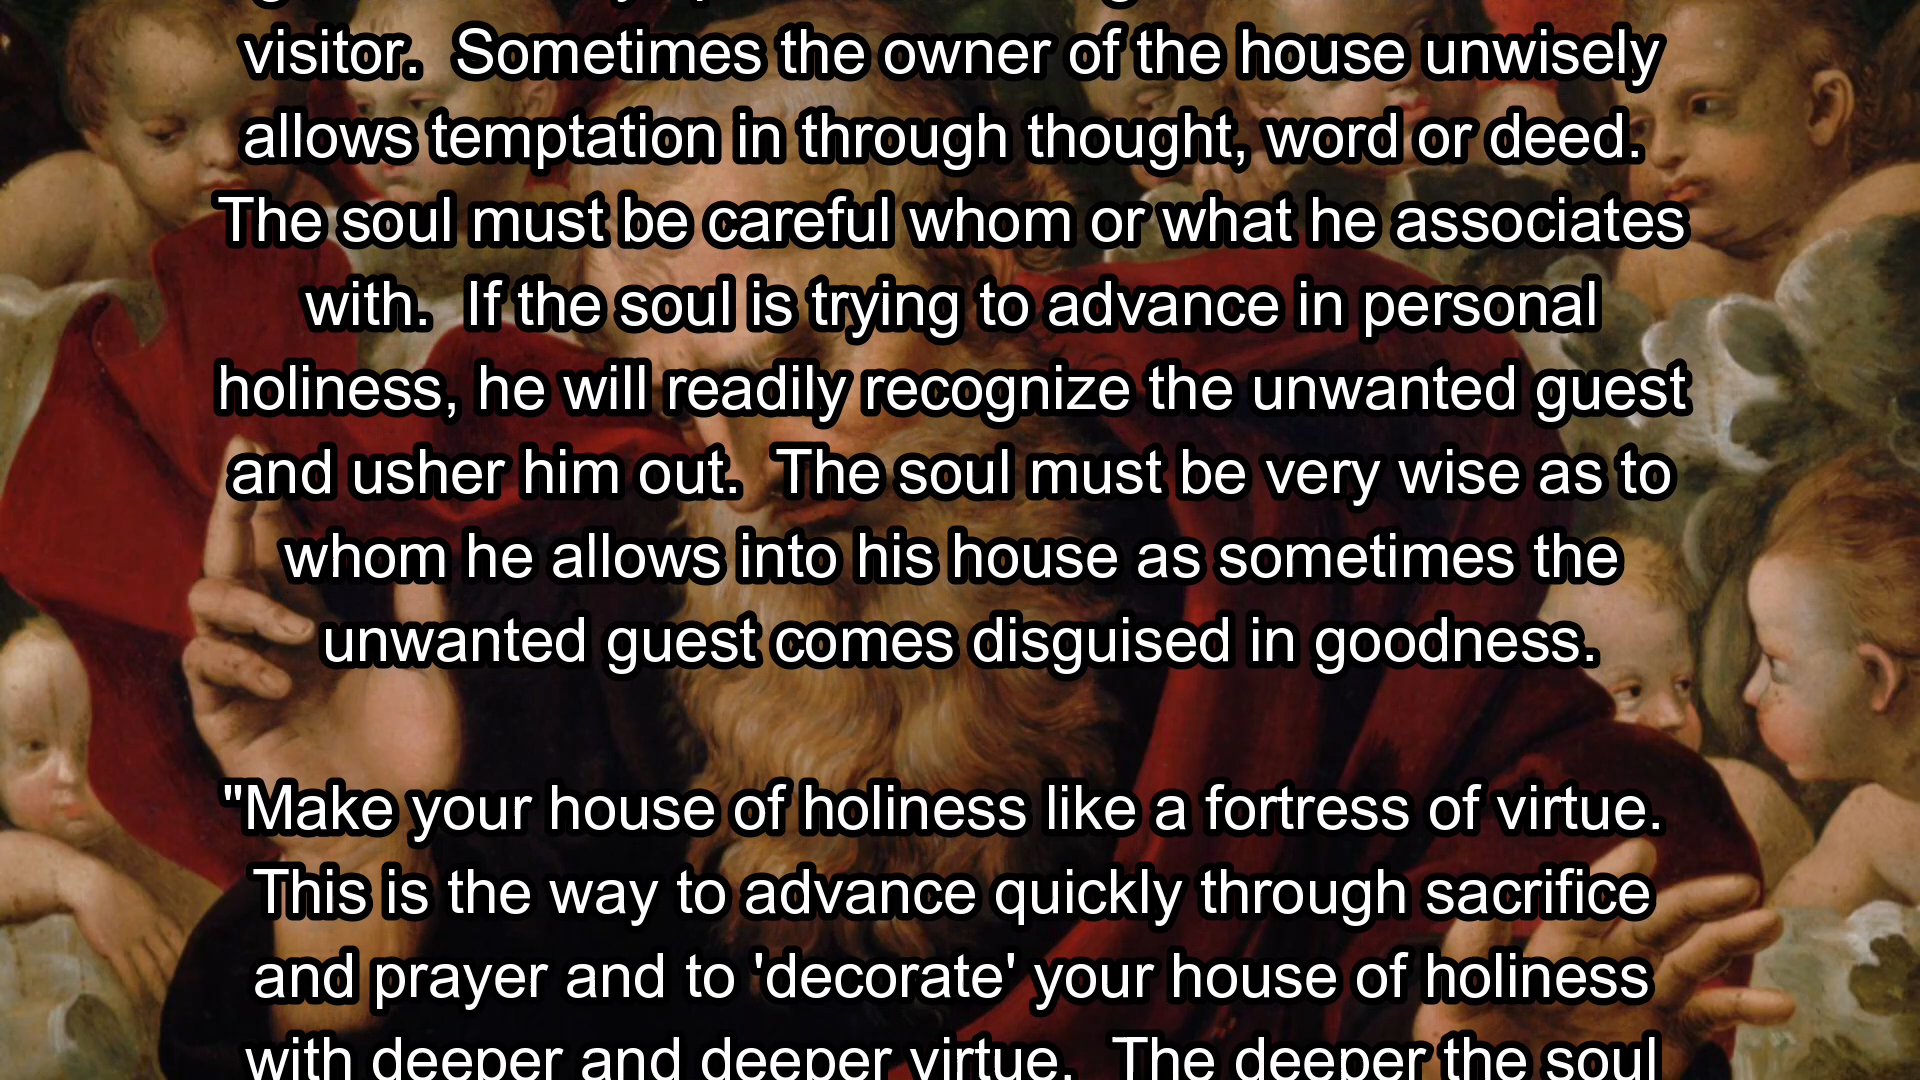 visitor.  Sometimes the owner of the house unwisely
allows temptation in through thought, word or deed.
The soul must be careful whom or what he associates
with.  If the soul is trying to advance in personal
holiness, he will readily recognize the unwanted guest
and usher him out.  The soul must be very wise as to
whom he allows into his house as sometimes the
unwanted guest comes disguised in goodness.
"Make your house of holiness like a fortress of virtue.
This is the way to advance quickly through sacrifice
and prayer and to 'decorate' your house of holiness
with deeper and deeper virtue.  The deeper the soul